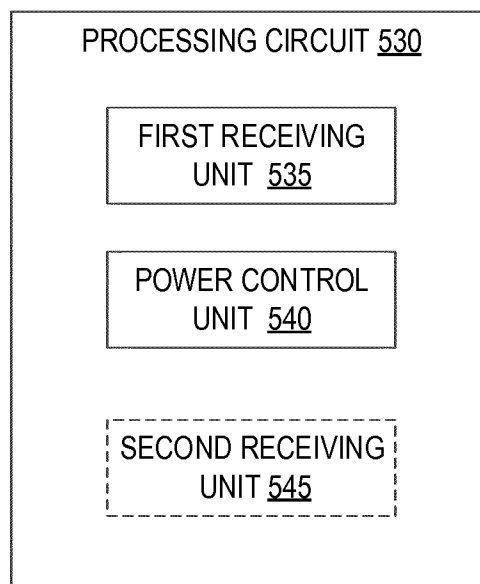 PROCESSING CIRCUIT 530
FIRST RECEIVING
UNIT 535
POWER CONTROL
UNIT 540
SECOND RECEIVING
UNIT 545